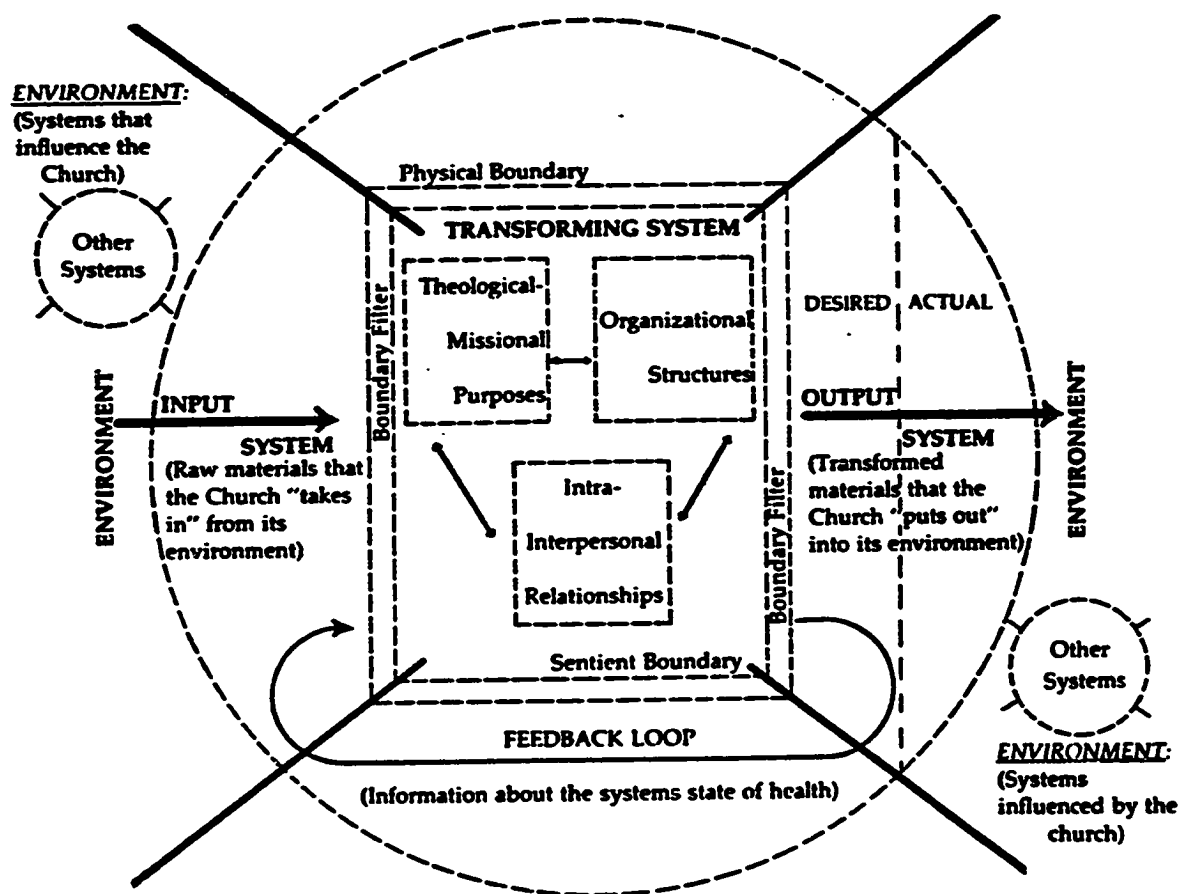 ENVIRONMENT:
(Systems that
influence the
Church)
Other
Systems
Physical Boundary
TRANSFORMING SYSTEM
Boundary Filter
Theological-
Missional
Purposes
Organizational
Structures
Intra-
Interpersonal
Relationships
Sentient Boundary
Boundary Filter
ENVIRONMENT
INPUT
SYSTEM
(Raw materials that
the Church "takes
in" from its
environment)
DESIRED ACTUAL
OUTPUT
SYSTEM
(Transformed
materials that the
Church "puts out"
into its environment)
ENVIRONMENT
FEEDBACK LOOP
(Information about the systems state of health)
Other
Systems
ENVIRONMENT:
(Systems
influenced by the
church)